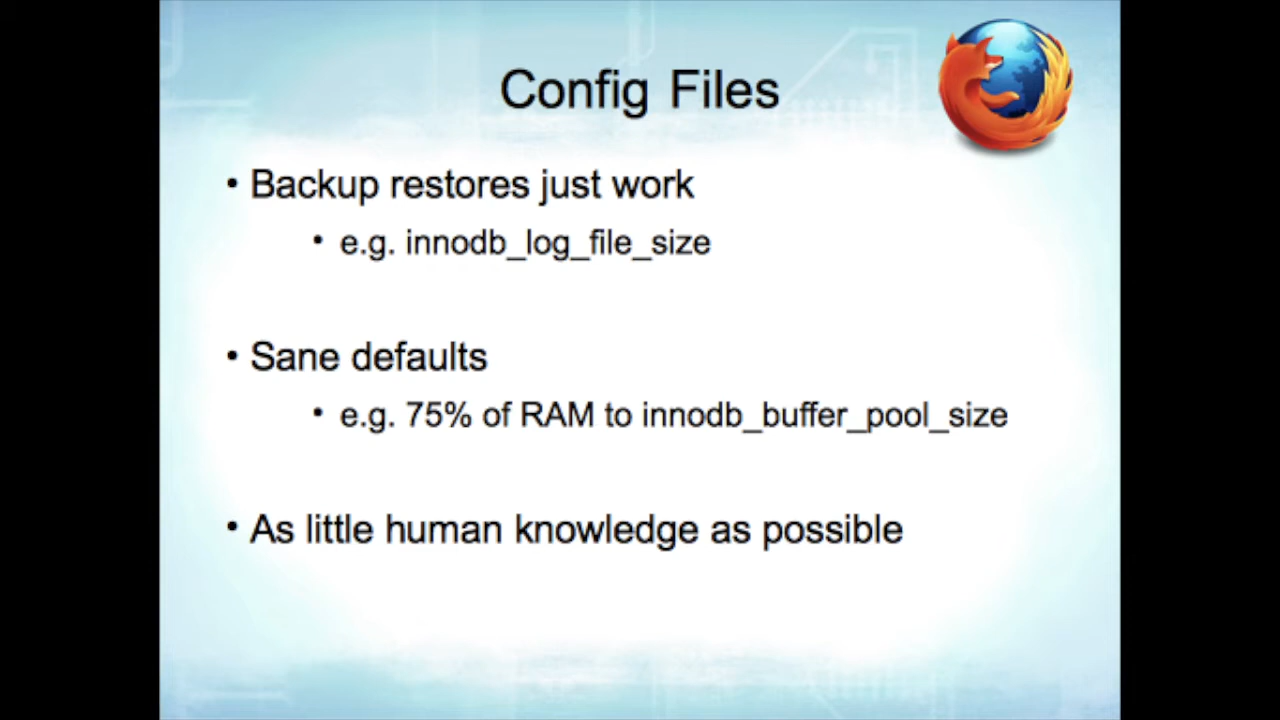 Config Files
• Backup restores just work
• e.g. innodb_log_file_size
• Sane defaults
• e.g. 75% of RAM to innodb_buffer_pool_size
• As little human knowledge as possible